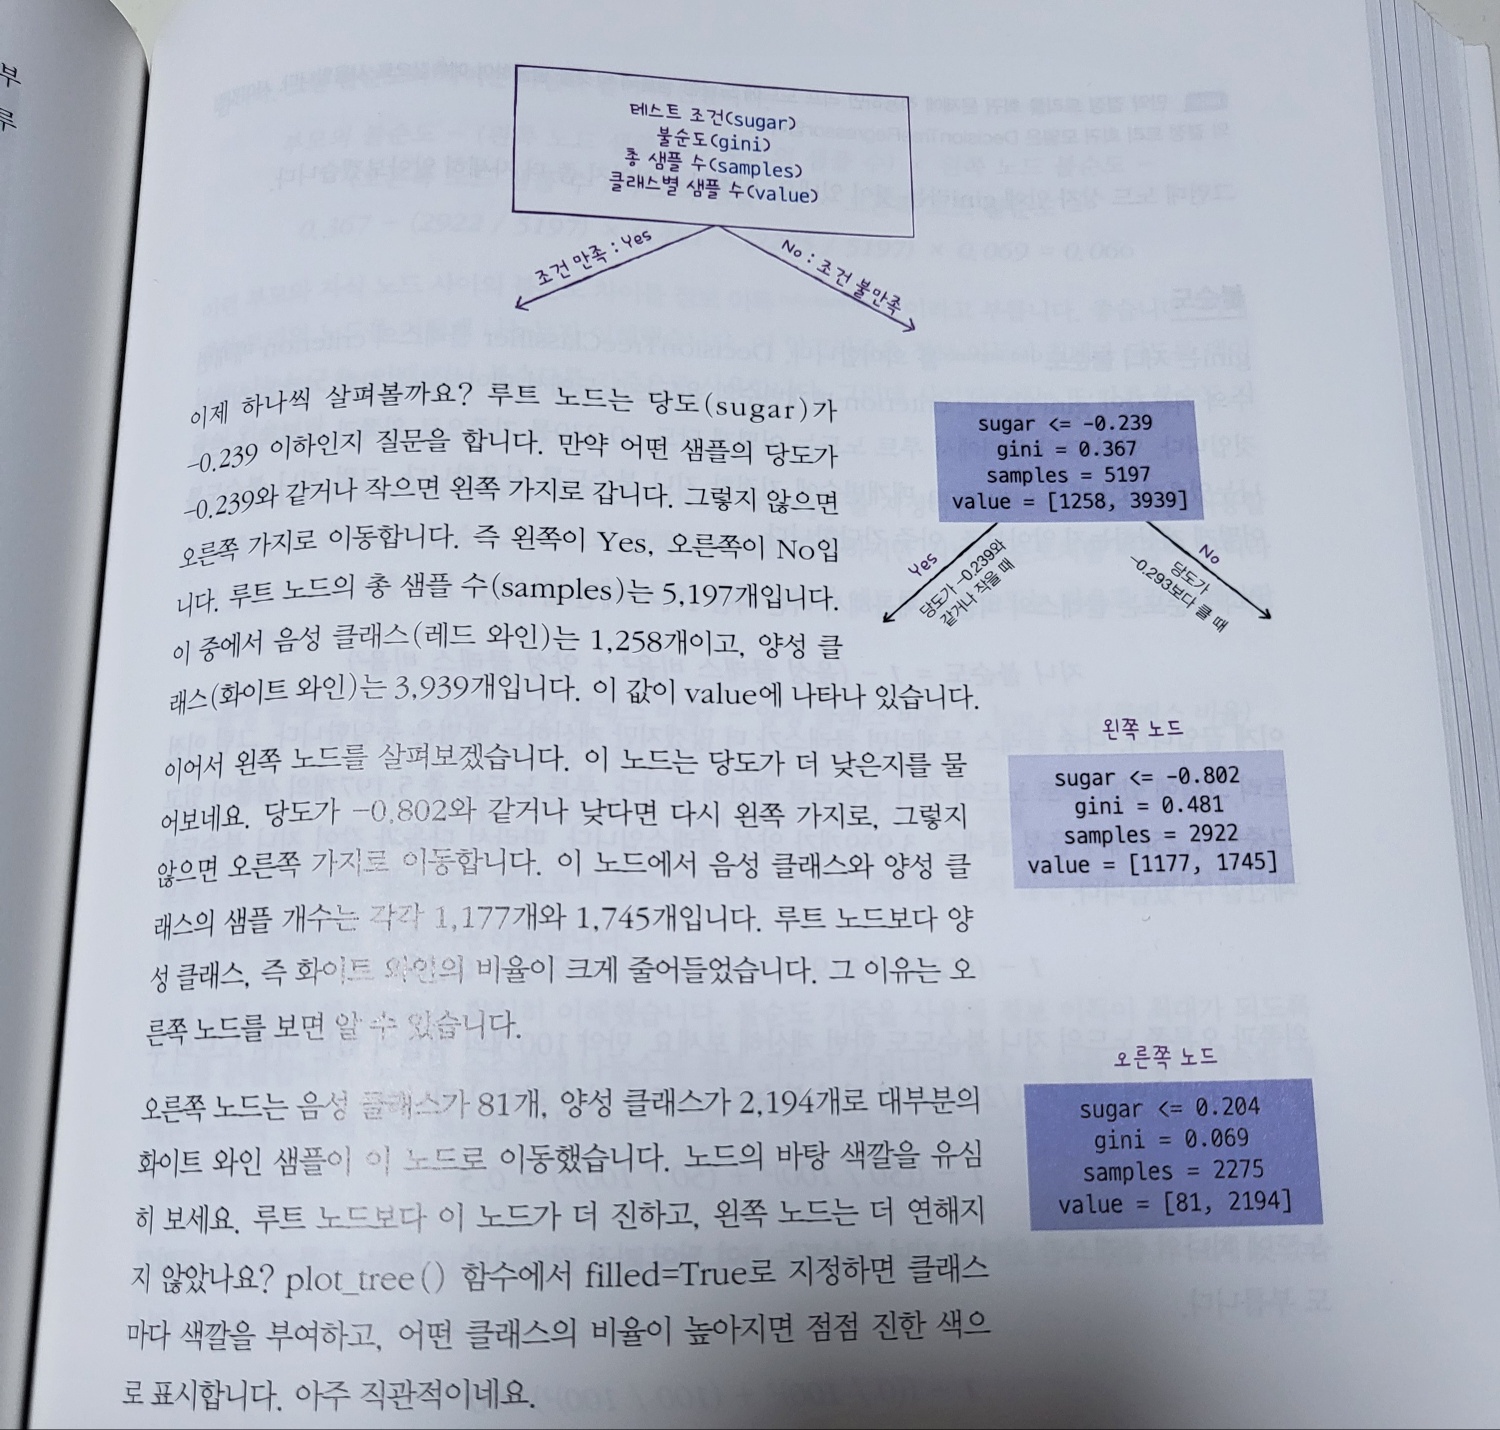 부
류
테스트 조건(sugar)
불순도(gini)
총 샘플 수(samples)
클래스별 샘플 수(value)
조건 만족 : Yes
No : 조건 불만족
이제 하나씩 살펴볼까요? 루트 노드는 당도(sugar)가
-0.239 이하인지 질문을 합니다. 만약 어떤 샘플의 당도가
-0.239와 같거나 작으면 왼쪽 가지로 갑니다. 그렇지 않으면
오른쪽 가지로 이동합니다. 즉 왼쪽이 Yes, 오른쪽이 No입
니다. 루트 노드의 총 샘플 수(samples)는 5,197개입니다.
이 중에서 음성 클래스(레드 와인)는 1,258개이고, 양성 클
래스(화이트 와인)는 3,939개입니다. 이 값이 value에 나타나 있습니다.
sugar <= -0.239
gini = 0.367
samples = 5197
value = [1258, 3939]
Yes
당도가 -0.239와
같거나 작을 때
No
당도가
-0.293보다 클 때
이어서 왼쪽 노드를 살펴보겠습니다. 이 노드는 당도가 더 낮은지를 물
어보네요. 당도가 -0.802와 같거나 낮다면 다시 왼쪽 가지로, 그렇지
않으면 오른쪽 가지로 이동합니다. 이 노드에서 음성 클래스와 양성 클
래스의 샘플 개수는 각각 1,177개와 1,745개입니다. 루트 노드보다 양
성 클래스, 즉 화이트 와인의 비율이 크게 줄어들었습니다. 그 이유는 오
른쪽 노드를 보면 알 수 있습니다.
왼쪽 노드
sugar <= -0.802
gini = 0.481
samples = 2922
value = [1177, 1745]
오른쪽 노드는 음성 클래스가 81개, 양성 클래스가 2,194개로 대부분의
화이트 와인 샘플이 이 노드로 이동했습니다. 노드의 바탕 색깔을 유심
히 보세요. 루트 노드보다 이 노드가 더 진하고, 왼쪽 노드는 더 연해지
지 않았나요? plot_tree() 함수에서 filled=True로 지정하면 클래스
마다 색깔을 부여하고, 어떤 클래스의 비율이 높아지면 점점 진한 색으
로 표시합니다. 아주 직관적이네요.
오른쪽 노드
sugar <= 0.204
gini = 0.069
samples = 2275
value = [81, 2194]